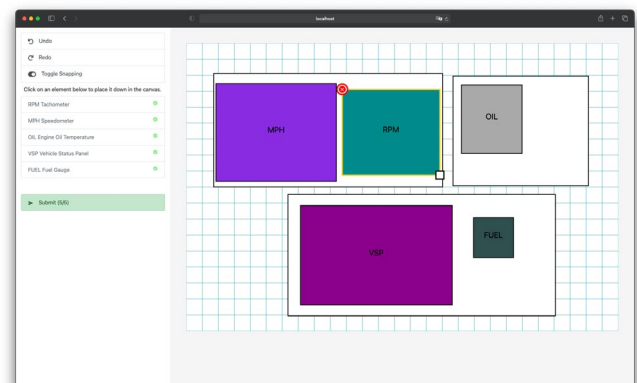 localhost
Undo
Redo
Toggle Snapping
Click on an element below to place it down in the canvas.
RPM Tachometer
MPH Speedometer
OIL Engine Oil Temperature
VSP Vehicle Status Panel
FUEL Fuel Gauge
Submit (5/5)
MPH
RPM
OIL
VSP
FUEL